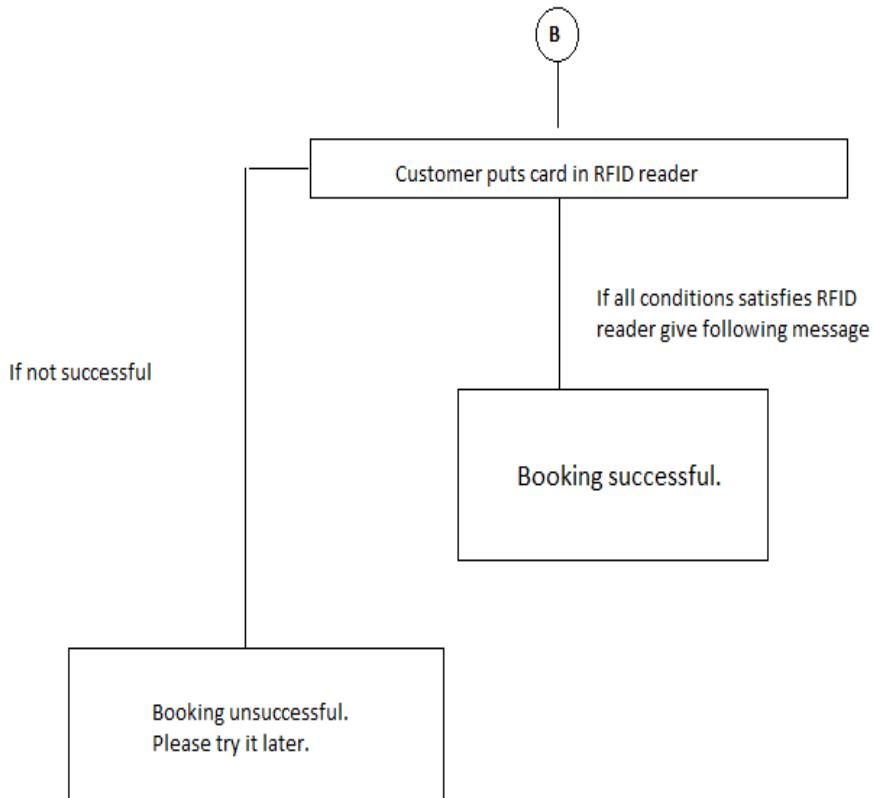 B
Customer puts card in RFID reader
If all conditions satisfies RFID
reader give following message
If not successful
Booking successful.
Booking unsuccessful.
Please try it later.